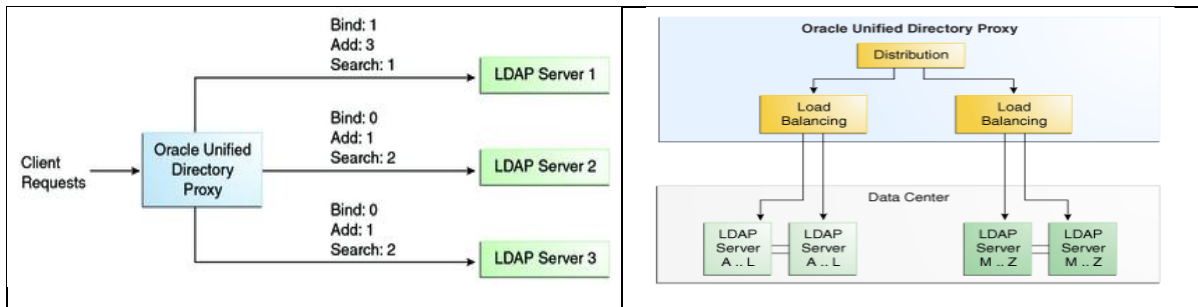 Bind: 1
Add: 3
Search: 1
LDAP Server 1
Client
Requests
Oracle Unified
Directory
Proxy
Bind: 0
Add: 1
Search: 2
LDAP Server 2
Bind: 0
Add: 1
Search: 2
LDAP Server 3
Oracle Unified Directory Proxy
Distribution
Load
Balancing
Load
Balancing
Data Center
LDAP
Server
A .. L
LDAP
Server
A .. L
LDAP
Server
M .. Z
LDAP
Server
M .. Z